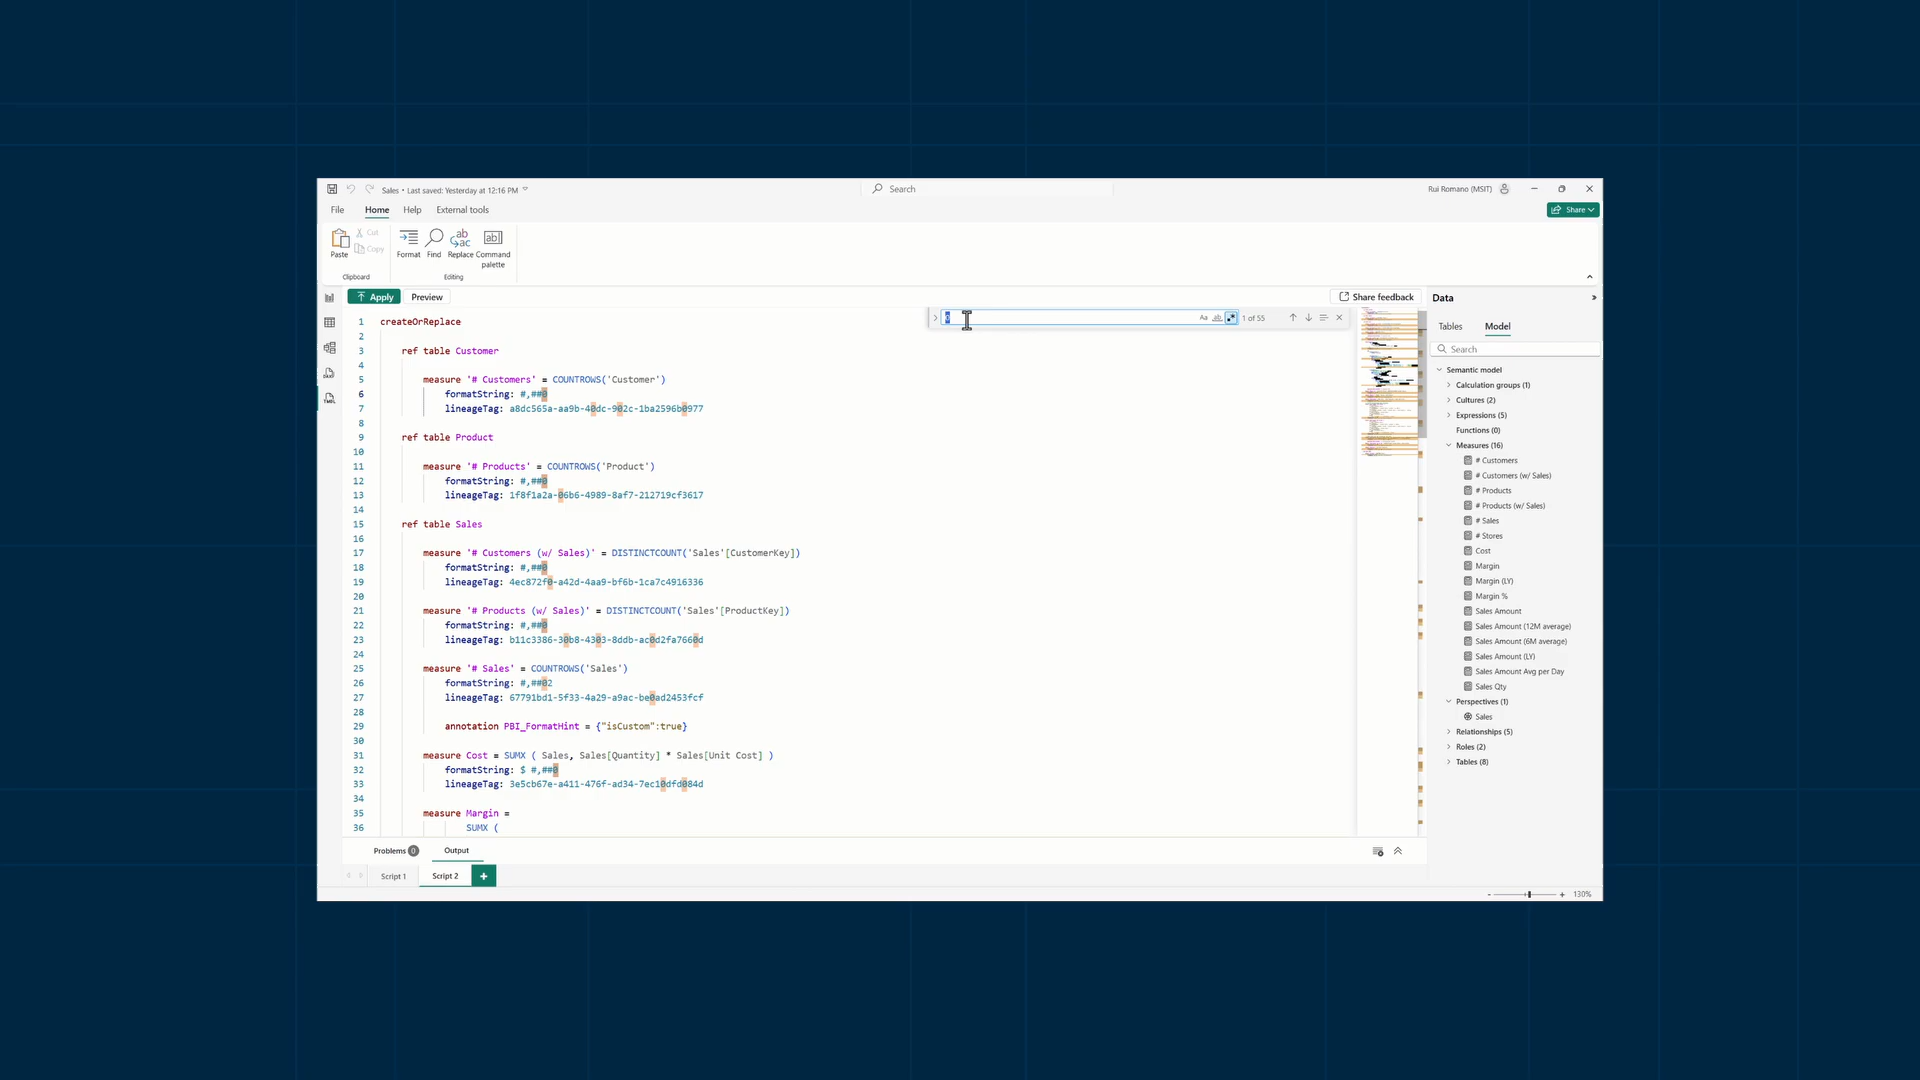 Sales • Last saved: Yesterday at 12:16 PM
Search
Rui Romano (MSIT)
File
Home
Help
External tools
Share
Paste
Cut
Copy
Format
Find
Replace
Command palette
Clipboard
Editing
Apply
Preview
Share feedback
0
Aa
ab
1 of 55
1 createOrReplace
2
3 ref table Customer
4
5 measure '# Customers' = COUNTROWS('Customer')
6 formatString: #,##0
7 lineageTag: a8dc565a-aa9b-40dc-902c-1ba2596b0977
8
9 ref table Product
10
11 measure '# Products' = COUNTROWS('Product')
12 formatString: #,##0
13 lineageTag: 1f8f1a2a-06b6-4989-8af7-212719cf3617
14
15 ref table Sales
16
17 measure '# Customers (w/ Sales)' = DISTINCTCOUNT('Sales'[CustomerKey])
18 formatString: #,##0
19 lineageTag: 4ec872f0-a42d-4aa9-bf6b-1ca7c4916336
20
21 measure '# Products (w/ Sales)' = DISTINCTCOUNT('Sales'[ProductKey])
22 formatString: #,##0
23 lineageTag: b11c3386-30b8-4303-8ddb-ac0d2fa7660d
24
25 measure '# Sales' = COUNTROWS('Sales')
26 formatString: #,##02
27 lineageTag: 67791bd1-5f33-4a29-a9ac-be0ad2453fcf
28
29 annotation PBI_FormatHint = {"isCustom":true}
30
31 measure Cost = SUMX ( Sales, Sales[Quantity] * Sales[Unit Cost] )
32 formatString: $ #,##0
33 lineageTag: 3e5cb67e-a411-476f-ad34-7ec10dfd084d
34
35 measure Margin =
36 SUMX (
Data
Tables
Model
Search
Semantic model
Calculation groups (1)
Cultures (2)
Expressions (5)
Functions (0)
Measures (16)
# Customers
# Customers (w/ Sales)
# Products
# Products (w/ Sales)
# Sales
# Stores
Cost
Margin
Margin (LY)
Margin %
Sales Amount
Sales Amount (12M average)
Sales Amount (6M average)
Sales Amount (LY)
Sales Amount Avg per Day
Sales Qty
Perspectives (1)
Sales
Relationships (5)
Roles (2)
Tables (8)
Problems 0
Output
Script 1
Script 2
+
- + 130%